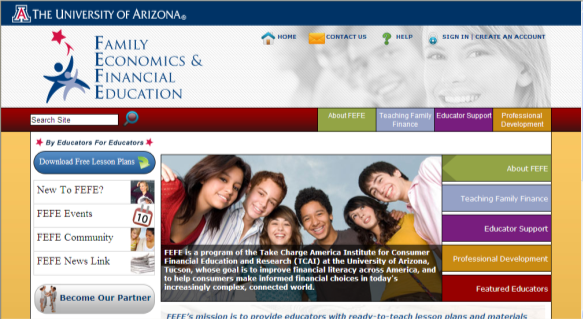 THE UNIVERSITY OF ARIZONA®
FAMILY
ECONOMICS &
FINANCIAL
EDUCATION
HOME
CONTACT US
HELP
SIGN IN | CREATE AN ACCOUNT
Search Site
About FEFE
Teaching Family
Finance
Educator Support
Professional
Development
By Educators For Educators
Download Free Lesson Plans
New To FEFE?
FEFE Events
10
FEFE Community
FEFE News Link
Become Our Partner
FEFE is a program of the Take Charge America Institute for Consumer
Financial Education and Research (TCAI) at the University of Arizona,
Tucson, whose goal is to improve financial literacy across America, and
to help consumers make informed financial choices in today's
increasingly complex, connected world.
About FEFE
Teaching Family Finance
Educator Support
Professional Development
Featured Educators
FEFE's mission is to provide educators with ready-to-teach lesson plans and materials